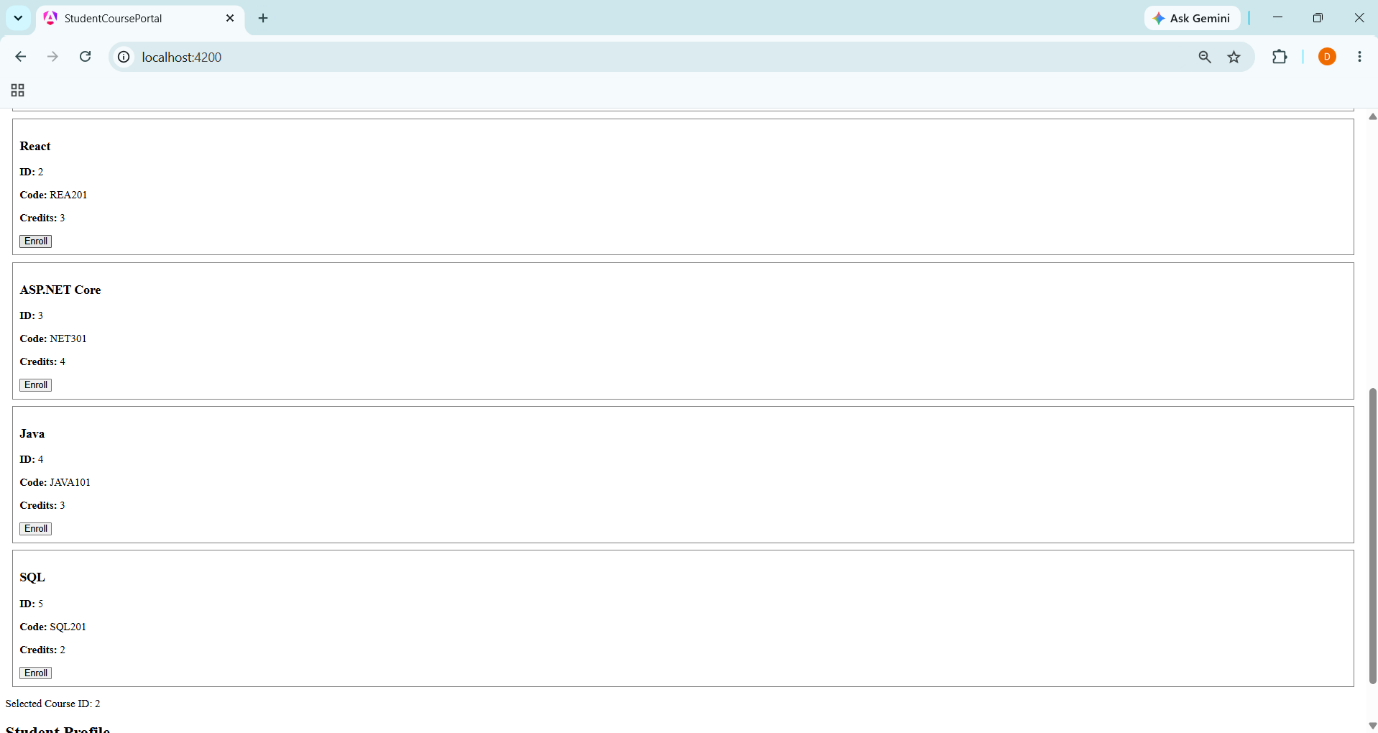 StudentCoursePortal
Ask Gemini
localhost:4200
D
React
ID: 2
Code: REA201
Credits: 3
Enroll
ASP.NET Core
ID: 3
Code: NET301
Credits: 4
Enroll
Java
ID: 4
Code: JAVA101
Credits: 3
Enroll
SQL
ID: 5
Code: SQL201
Credits: 2
Enroll
Selected Course ID: 2
Student Profile